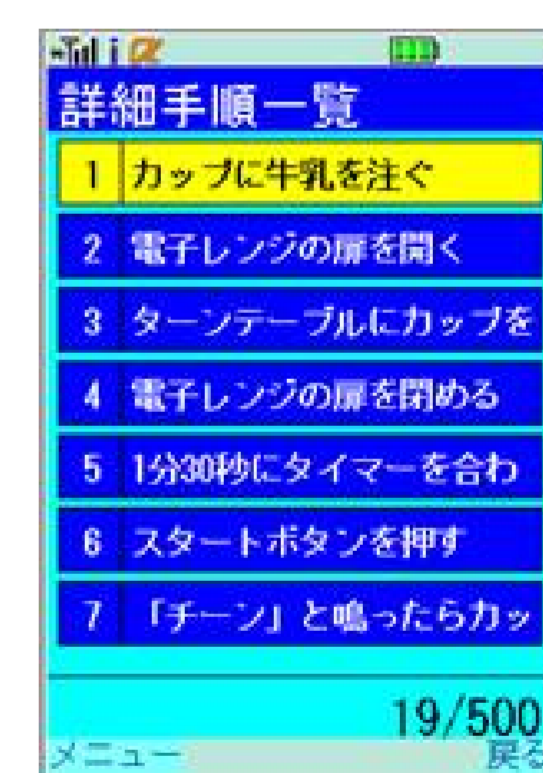 詳細手順一覧
1 カップに牛乳を注ぐ
2 電子レンジの扉を開く
3 ターンテーブルにカップを
4 電子レンジの扉を閉める
5 1分30秒にタイマーを合わ
6 スタートボタンを押す
7 「チーン」と鳴ったらカッ
19/500
メニュー 戻る